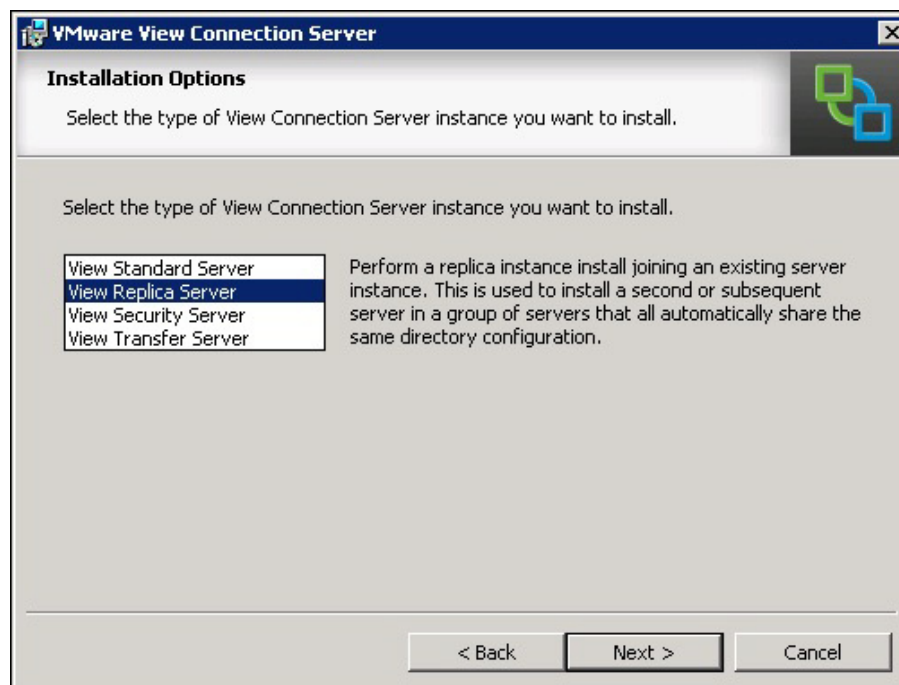 VMware View Connection Server
Installation Options
Select the type of View Connection Server instance you want to install.
Select the type of View Connection Server instance you want to install.
View Standard Server
View Replica Server
View Security Server
View Transfer Server
Perform a replica instance install joining an existing server
instance. This is used to install a second or subsequent
server in a group of servers that all automatically share the
same directory configuration.
< Back
Next >
Cancel